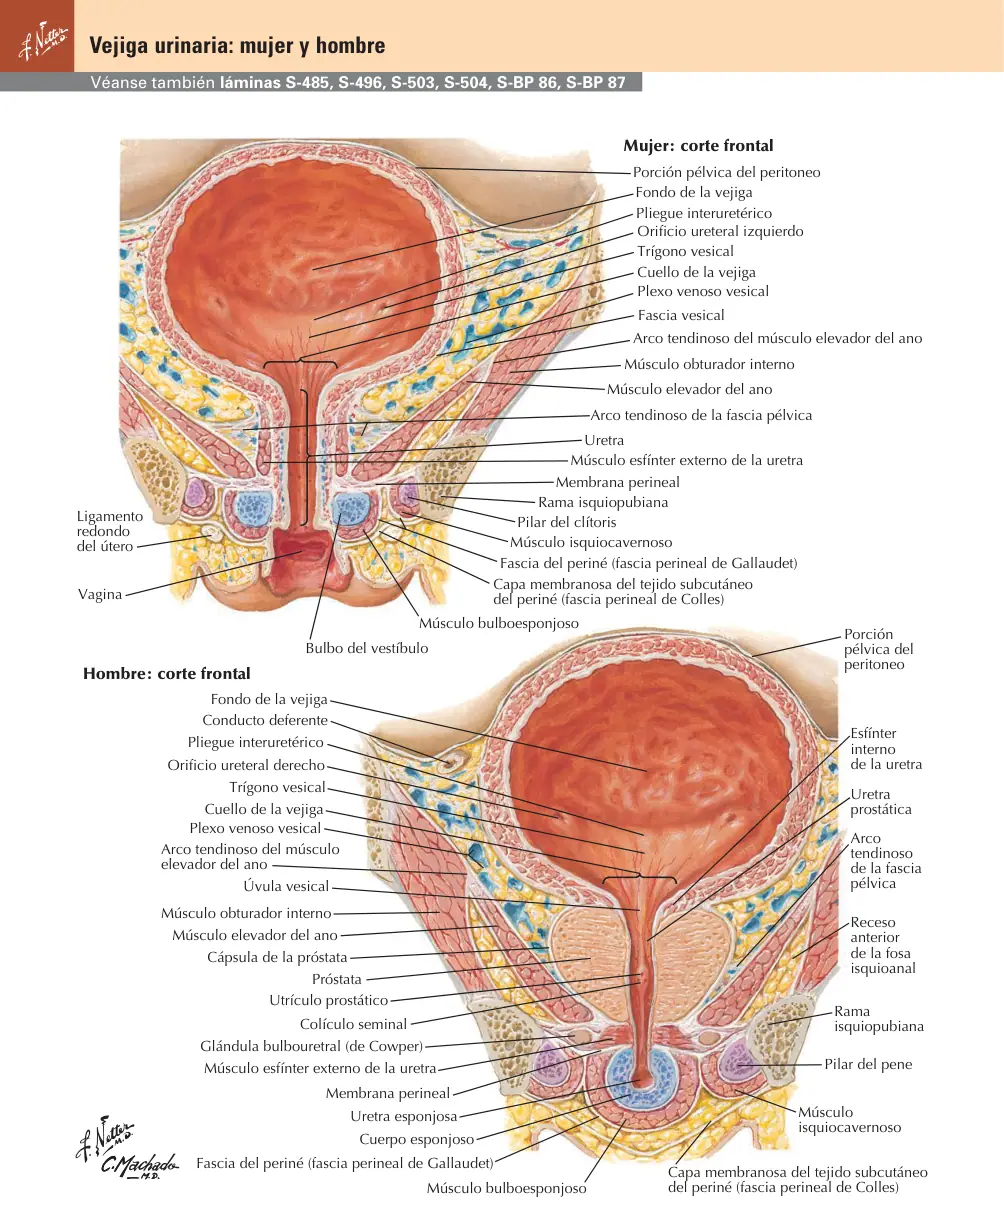 F. Netter
M.D.
Vejiga urinaria: mujer y hombre
Véanse también láminas S-485, S-496, S-503, S-504, S-BP 86, S-BP 87
Mujer: corte frontal
Porción pélvica del peritoneo
Fondo de la vejiga
Pliegue interuretérico
Orificio ureteral izquierdo
Trígono vesical
Cuello de la vejiga
Plexo venoso vesical
Fascia vesical
Arco tendinoso del músculo elevador del ano
Músculo obturador interno
Músculo elevador del ano
Arco tendinoso de la fascia pélvica
Uretra
Músculo esfínter externo de la uretra
Membrana perineal
Rama isquiopubiana
Pilar del clítoris
Músculo isquiocavernoso
Fascia del periné (fascia perineal de Gallaudet)
Capa membranosa del tejido subcutáneo
del periné (fascia perineal de Colles)
Músculo bulboesponjoso
Bulbo del vestíbulo
Ligamento
redondo
del útero
Vagina
Hombre: corte frontal
Fondo de la vejiga
Conducto deferente
Pliegue interuretérico
Orificio ureteral derecho
Trígono vesical
Cuello de la vejiga
Plexo venoso vesical
Arco tendinoso del músculo
elevador del ano
Úvula vesical
Músculo obturador interno
Músculo elevador del ano
Cápsula de la próstata
Próstata
Utrículo prostático
Colículo seminal
Glándula bulbouretral (de Cowper)
Músculo esfínter externo de la uretra
Membrana perineal
Uretra esponjosa
Cuerpo esponjoso
Fascia del periné (fascia perineal de Gallaudet)
Músculo bulboesponjoso
Porción
pélvica del
peritoneo
Esfínter
interno
de la uretra
Uretra
prostática
Arco
tendinoso
de la fascia
pélvica
Receso
anterior
de la fosa
isquioanal
Rama
isquiopubiana
Pilar del pene
Músculo
isquiocavernoso
Capa membranosa del tejido subcutáneo
del periné (fascia perineal de Colles)
F. Netter
M.D.
C. Machado
M.D.